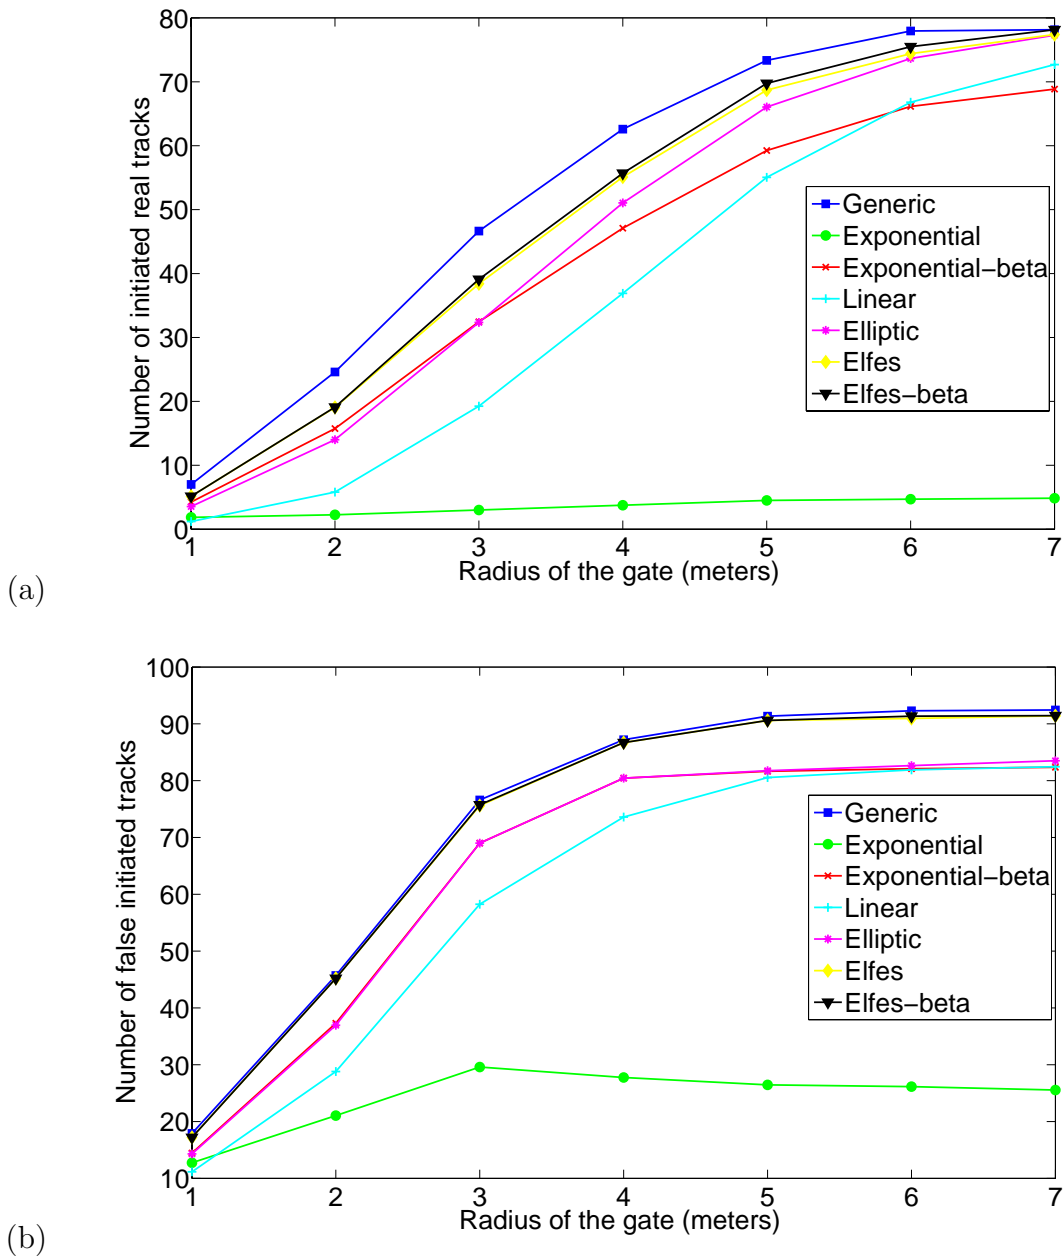 80
70
60
50
40
30
20
10
0
Number of initiated real tracks
1 2 3 4 5 6 7
Radius of the gate (meters)
Generic
Exponential
Exponential−beta
Linear
Elliptic
Elfes
Elfes−beta
(a)
100
90
80
70
60
50
40
30
20
10
Number of false initiated tracks
1 2 3 4 5 6 7
Radius of the gate (meters)
Generic
Exponential
Exponential−beta
Linear
Elliptic
Elfes
Elfes−beta
(b)